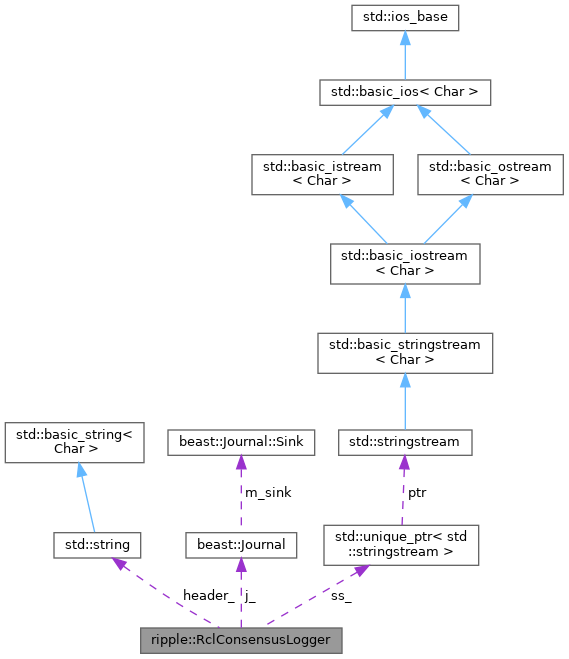 std::ios_base
std::basic_ios< Char >
std::basic_istream
< Char >
std::basic_ostream
< Char >
std::basic_iostream
< Char >
std::basic_stringstream
< Char >
std::basic_string<
Char >
beast::Journal::Sink
std::stringstream
m_sink
ptr
std::string
beast::Journal
std::unique_ptr< std
::stringstream >
header_
j_
ss_
ripple::RclConsensusLogger